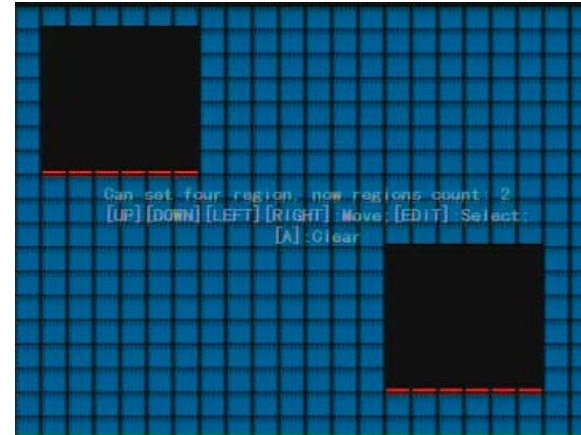 Can set four region, now regions count: 2
[UP][DOWN][LEFT][RIGHT]:Move; [EDIT]:Select;
[A]:Clear